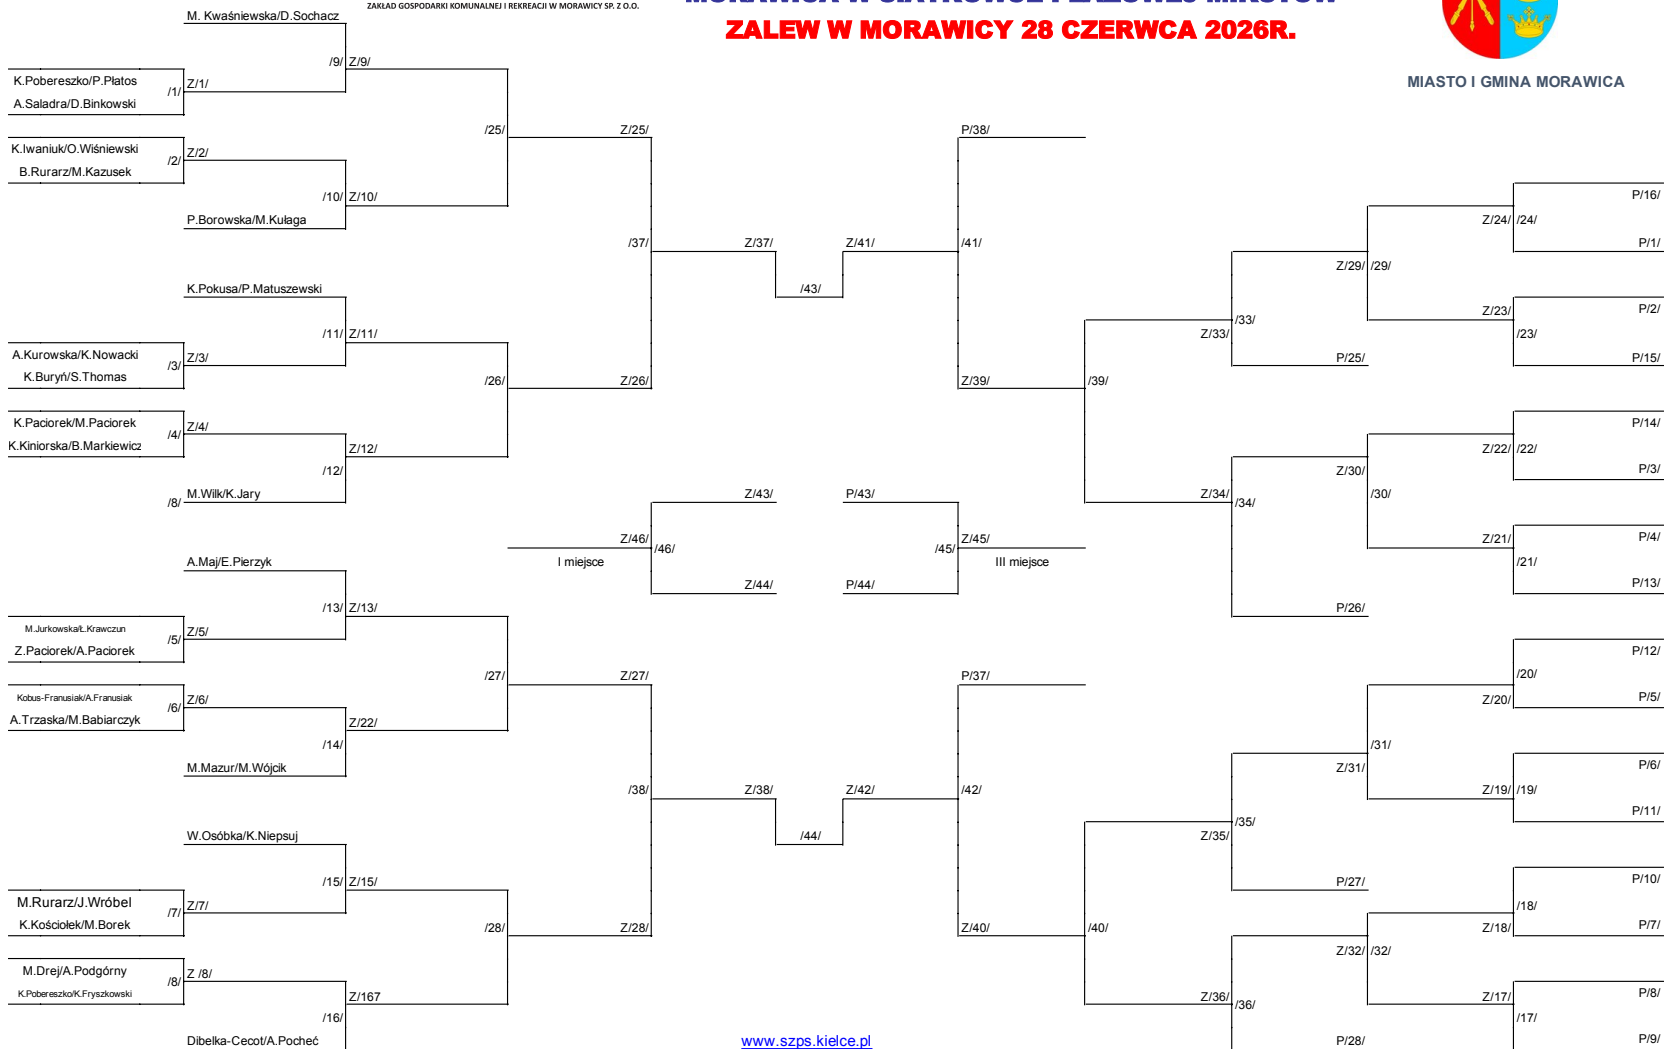 ZAKŁAD GOSPODARKI KOMUNALNEJ I REKREACJI W MORAWICY SP. Z O.O.
ZALEW W MORAWICY 28 CZERWCA 2026R.
MIASTO I GMINA MORAWICA
M. Kwaśniewska/D.Sochacz
/9/ Z/9/
K.Pobereszko/P.Płatos
/1/ Z/1/
A.Saladra/D.Binkowski
/25/ Z/25/ P/38/
K.Iwaniuk/O.Wiśniewski
/2/ Z/2/
B.Rurarz/M.Kazusek
/10/ Z/10/ P/16/
P.Borowska/M.Kułaga Z/24/ /24/
/37/ Z/37/ Z/41/ /41/ P/1/
Z/29/ /29/
K.Pokusa/P.Matuszewski /43/
Z/23/ P/2/
/11/ Z/11/ Z/33/ /33/ /23/
A.Kurowska/K.Nowacki
/3/ Z/3/ P/25/ P/15/
K.Buryń/S.Thomas
/26/ Z/26/ Z/39/ /39/
K.Paciorek/M.Paciorek P/14/
/4/ Z/4/
K.Kiniorska/B.Markiewicz
Z/12/ Z/22/ /22/
/12/ Z/30/ P/3/
/8/ M.Wilk/K.Jary Z/43/ P/43/ Z/34/ /34/ /30/
Z/46/ /46/ /45/ Z/45/ Z/21/ P/4/
A.Maj/E.Pierzyk I miejsce III miejsce /21/
Z/44/ P/44/ P/13/
/13/ Z/13/ P/26/
M.Jurkowska/Ł.Krawczun
/5/ Z/5/
Z.Paciorek/A.Paciorek P/12/
/27/ Z/27/ P/37/ /20/
Kobus-Franusiak/A.Franusiak
/6/ Z/6/ Z/20/ P/5/
A.Trzaska/M.Babiarczyk
Z/22/
/14/ /31/
M.Mazur/M.Wójcik Z/31/ P/6/
/38/ Z/38/ Z/42/ /42/ Z/19/ /19/
P/11/
W.Osóbka/K.Niepsuj /44/ Z/35/ /35/
/15/ Z/15/ P/27/ P/10/
M.Rurarz/J.Wróbel
/7/ Z/7/ /18/
K.Kościołek/M.Borek
/28/ Z/28/ Z/40/ /40/ Z/18/ P/7/
Z/32/ /32/
M.Drej/A.Podgórny
/8/ Z /8/
K.Pobereszko/K.Fryszkowski
Z/167 Z/36/ /36/ Z/17/ P/8/
/16/ /17/
Dibelka-Cecot/A.Pocheć www.szps.kielce.pl P/28/ P/9/